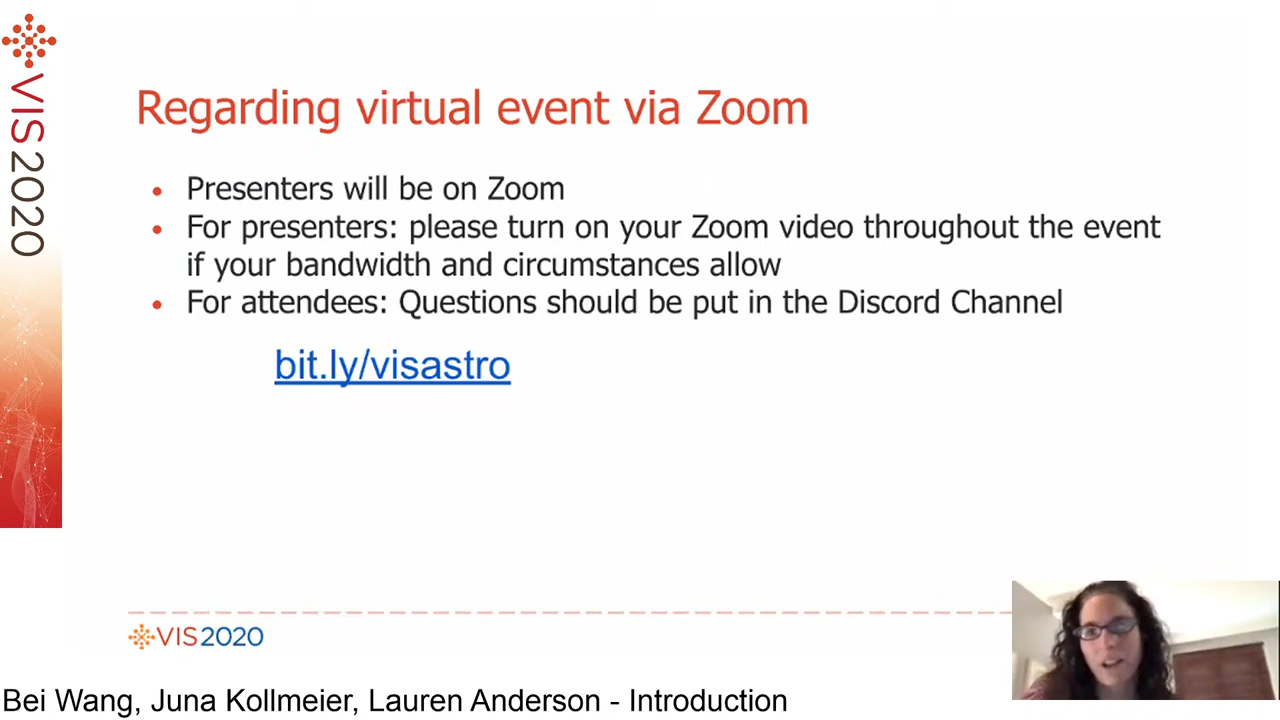 VIS2020
Regarding virtual event via Zoom
• Presenters will be on Zoom
• For presenters: please turn on your Zoom video throughout the event
if your bandwidth and circumstances allow
• For attendees: Questions should be put in the Discord Channel
bit.ly/visastro
VIS2020
Bei Wang, Juna Kollmeier, Lauren Anderson - Introduction